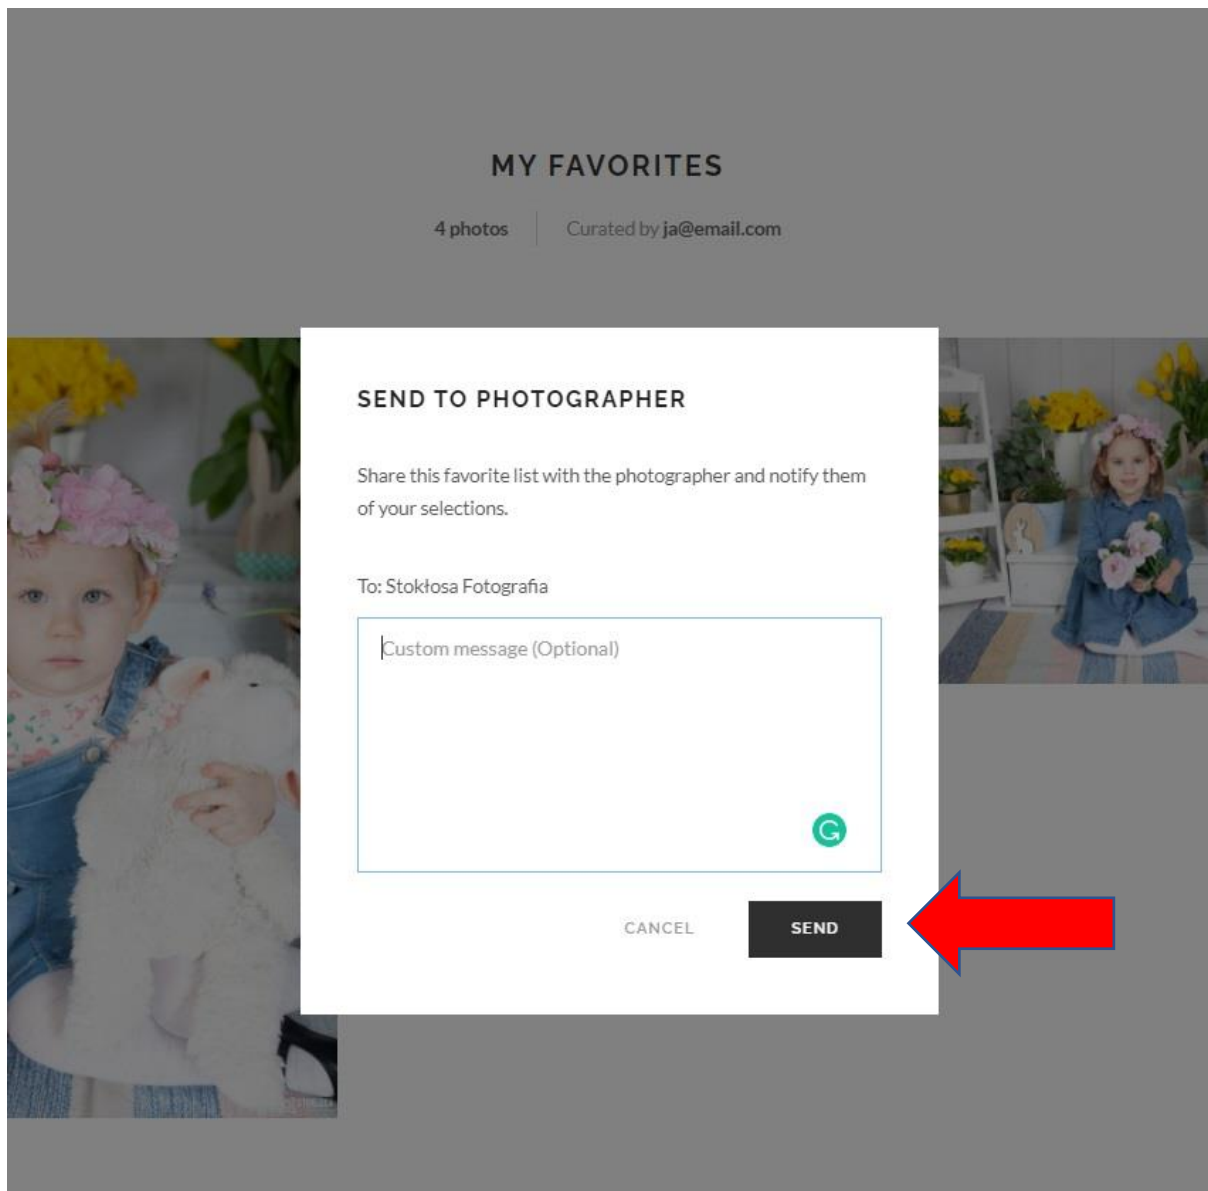 MY FAVORITES
4 photos Curated by ja@email.com
SEND TO PHOTOGRAPHER
Share this favorite list with the photographer and notify them
of your selections.
To: Stokłosa Fotografia
Custom message (Optional)
CANCEL SEND